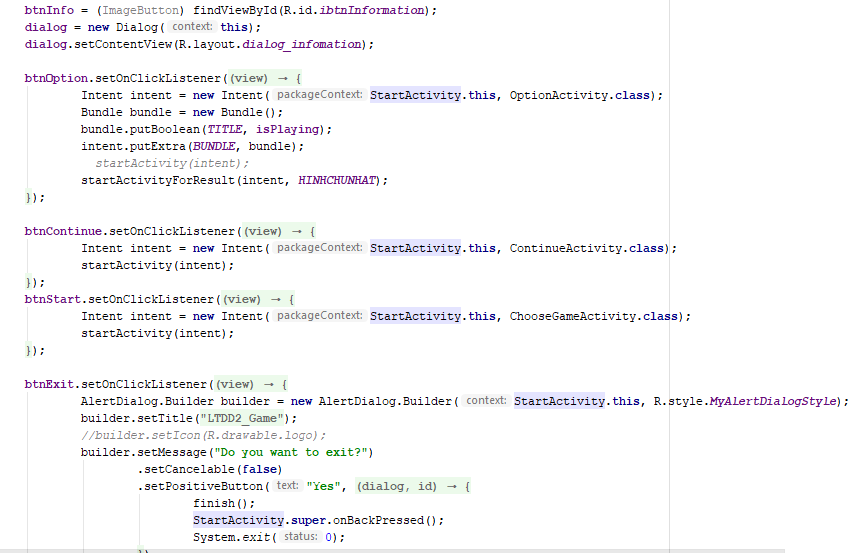 btnInfo = (ImageButton) findViewById(R.id.ibtnInformation);
dialog = new Dialog( context: this);
dialog.setContentView(R.layout.dialog_infomation);
btnOption.setOnClickListener((view) → {
Intent intent = new Intent( packageContext: StartActivity.this, OptionActivity.class);
Bundle bundle = new Bundle();
bundle.putBoolean(TITLE, isPlaying);
intent.putExtra(BUNDLE, bundle);
startActivity(intent);
startActivityForResult(intent, HINHCHUNHAT);
});
btnContinue.setOnClickListener((view) → {
Intent intent = new Intent( packageContext: StartActivity.this, ContinueActivity.class);
startActivity(intent);
});
btnStart.setOnClickListener((view) → {
Intent intent = new Intent( packageContext: StartActivity.this, ChooseGameActivity.class);
startActivity(intent);
});
btnExit.setOnClickListener((view) → {
AlertDialog.Builder builder = new AlertDialog.Builder( context: StartActivity.this, R.style.MyAlertDialogStyle);
builder.setTitle("LTDD2_Game");
//builder.setIcon(R.drawable.logo);
builder.setMessage("Do you want to exit?")
.setCancelable(false)
.setPositiveButton( text: "Yes", (dialog, id) → {
finish();
StartActivity.super.onBackPressed();
System.exit( status: 0);